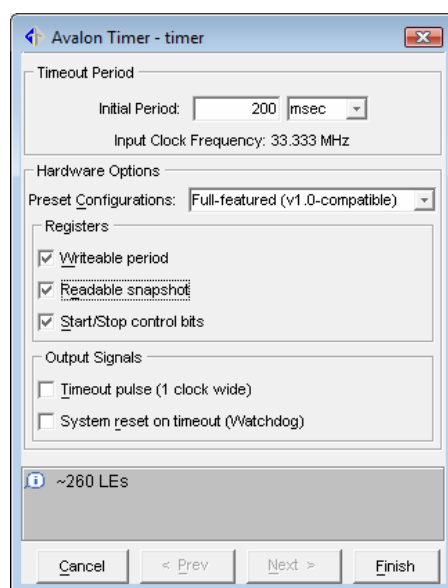 Avalon Timer - timer
Timeout Period
Initial Period: 200 msec
Input Clock Frequency: 33.333 MHz
Hardware Options
Preset Configurations: Full-featured (v1.0-compatible)
Registers
Writeable period
Readable snapshot
Start/Stop control bits
Output Signals
Timeout pulse (1 clock wide)
System reset on timeout (Watchdog)
~260 LEs
Cancel < Prev Next > Finish